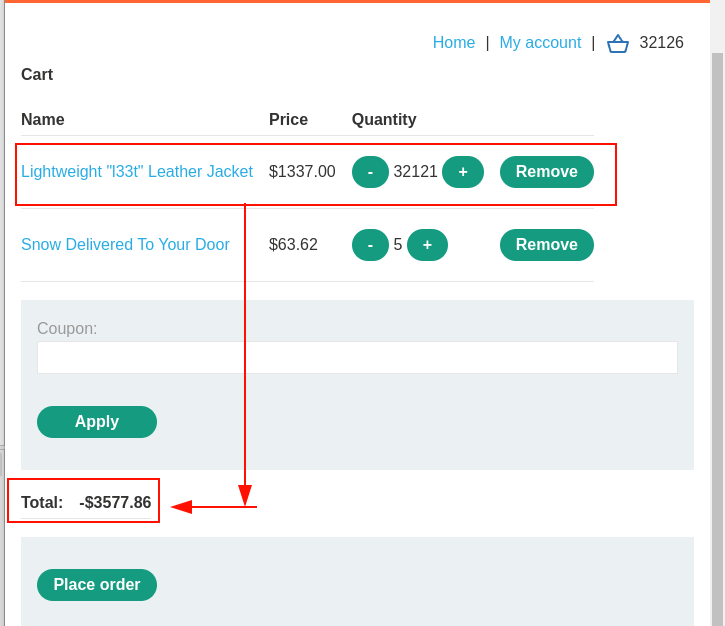 Home | My account | 32126
Cart
Name Price Quantity
Lightweight "l33t" Leather Jacket $1337.00 - 32121 + Remove
Snow Delivered To Your Door $63.62 - 5 + Remove
Coupon:
Apply
Total: -$3577.86
Place order